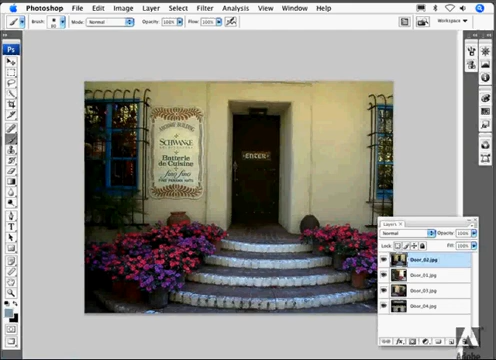 Photoshop File Edit Image Layer Select Filter Analysis View Window Help
Brush: Mode: Normal Opacity: 100% Flow: 100% Workspace
Ps
SCHWANKE
Batterie
de Cuisine
ENTER
Layers
Normal Opacity: 100%
Lock: Fill: 100%
Door_02.jpg
Door_01.jpg
Door_03.jpg
Door_04.jpg
Adobe